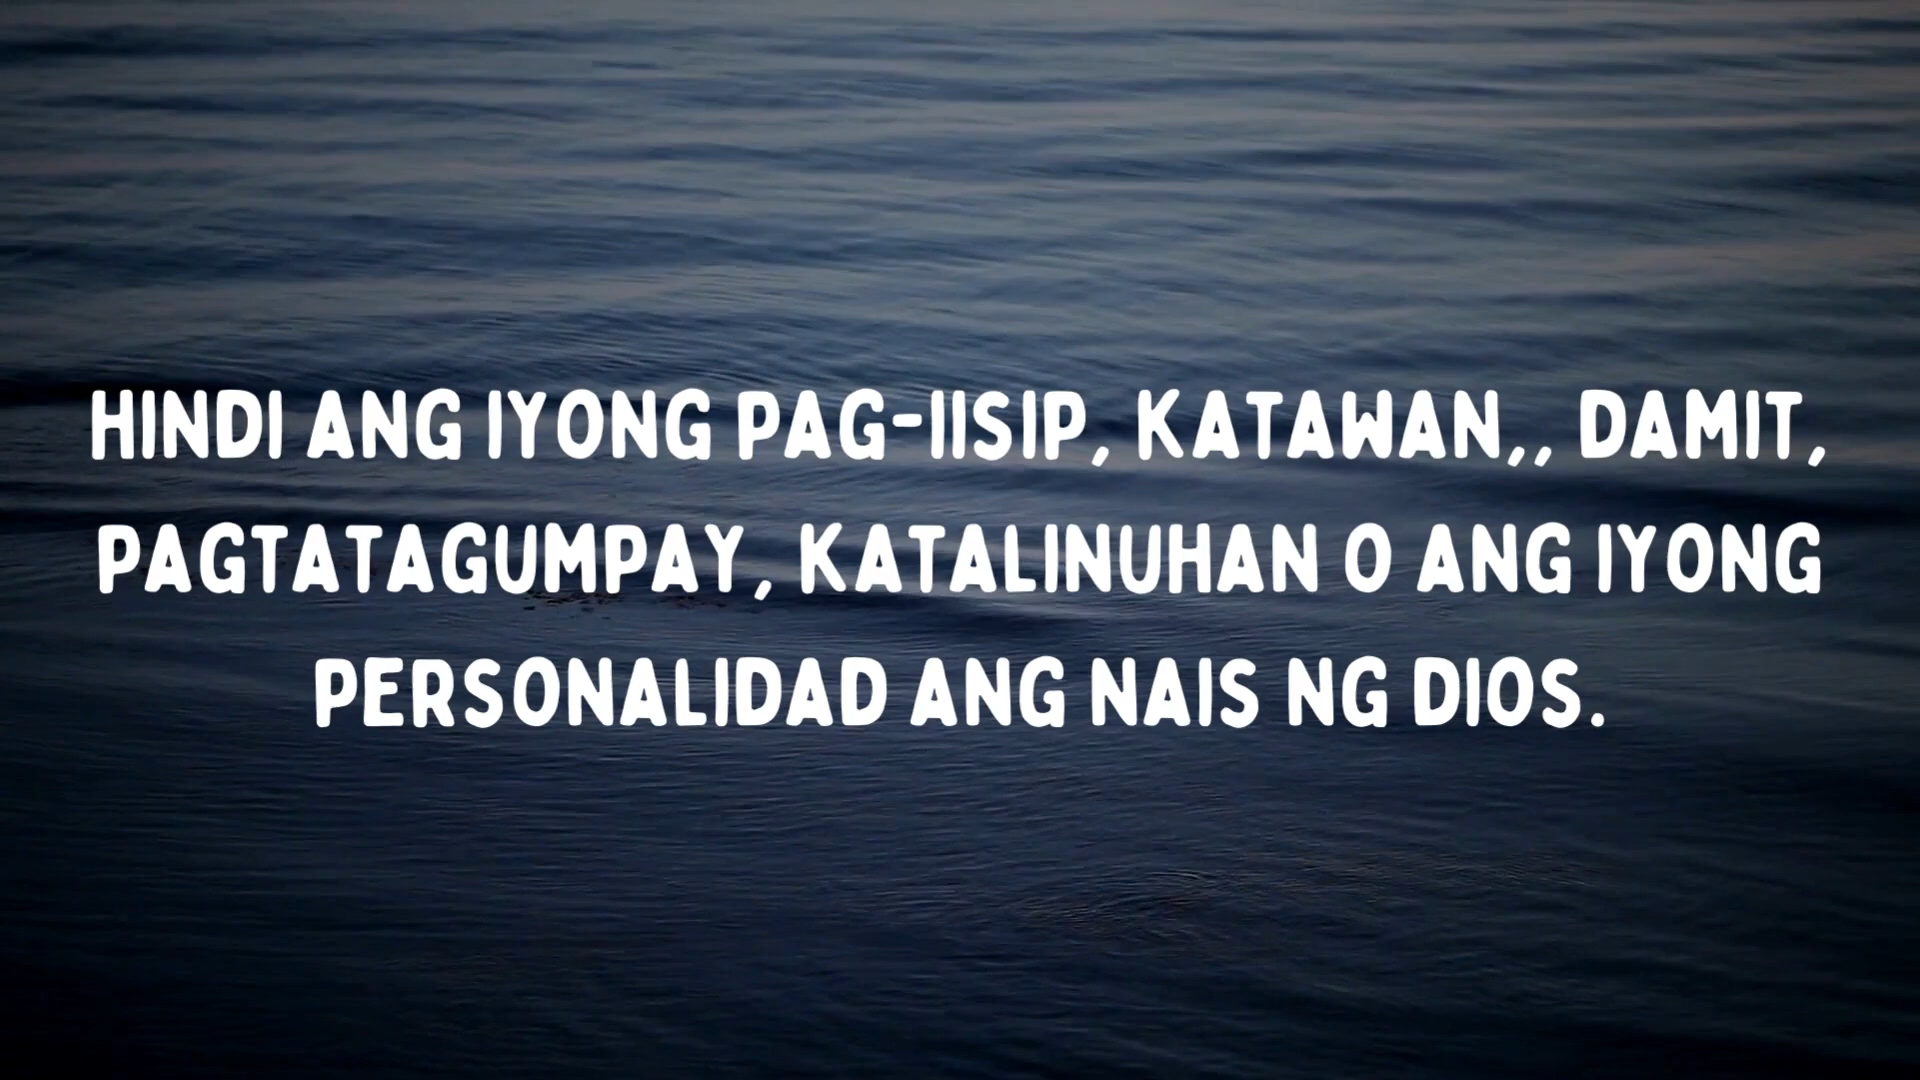 HINDI ANG IYONG PAG-IISIP, KATAWAN,, DAMIT,
PAGTATAGUMPAY, KATALINUHAN O ANG IYONG
PERSONALIDAD ANG NAIS NG DIOS.